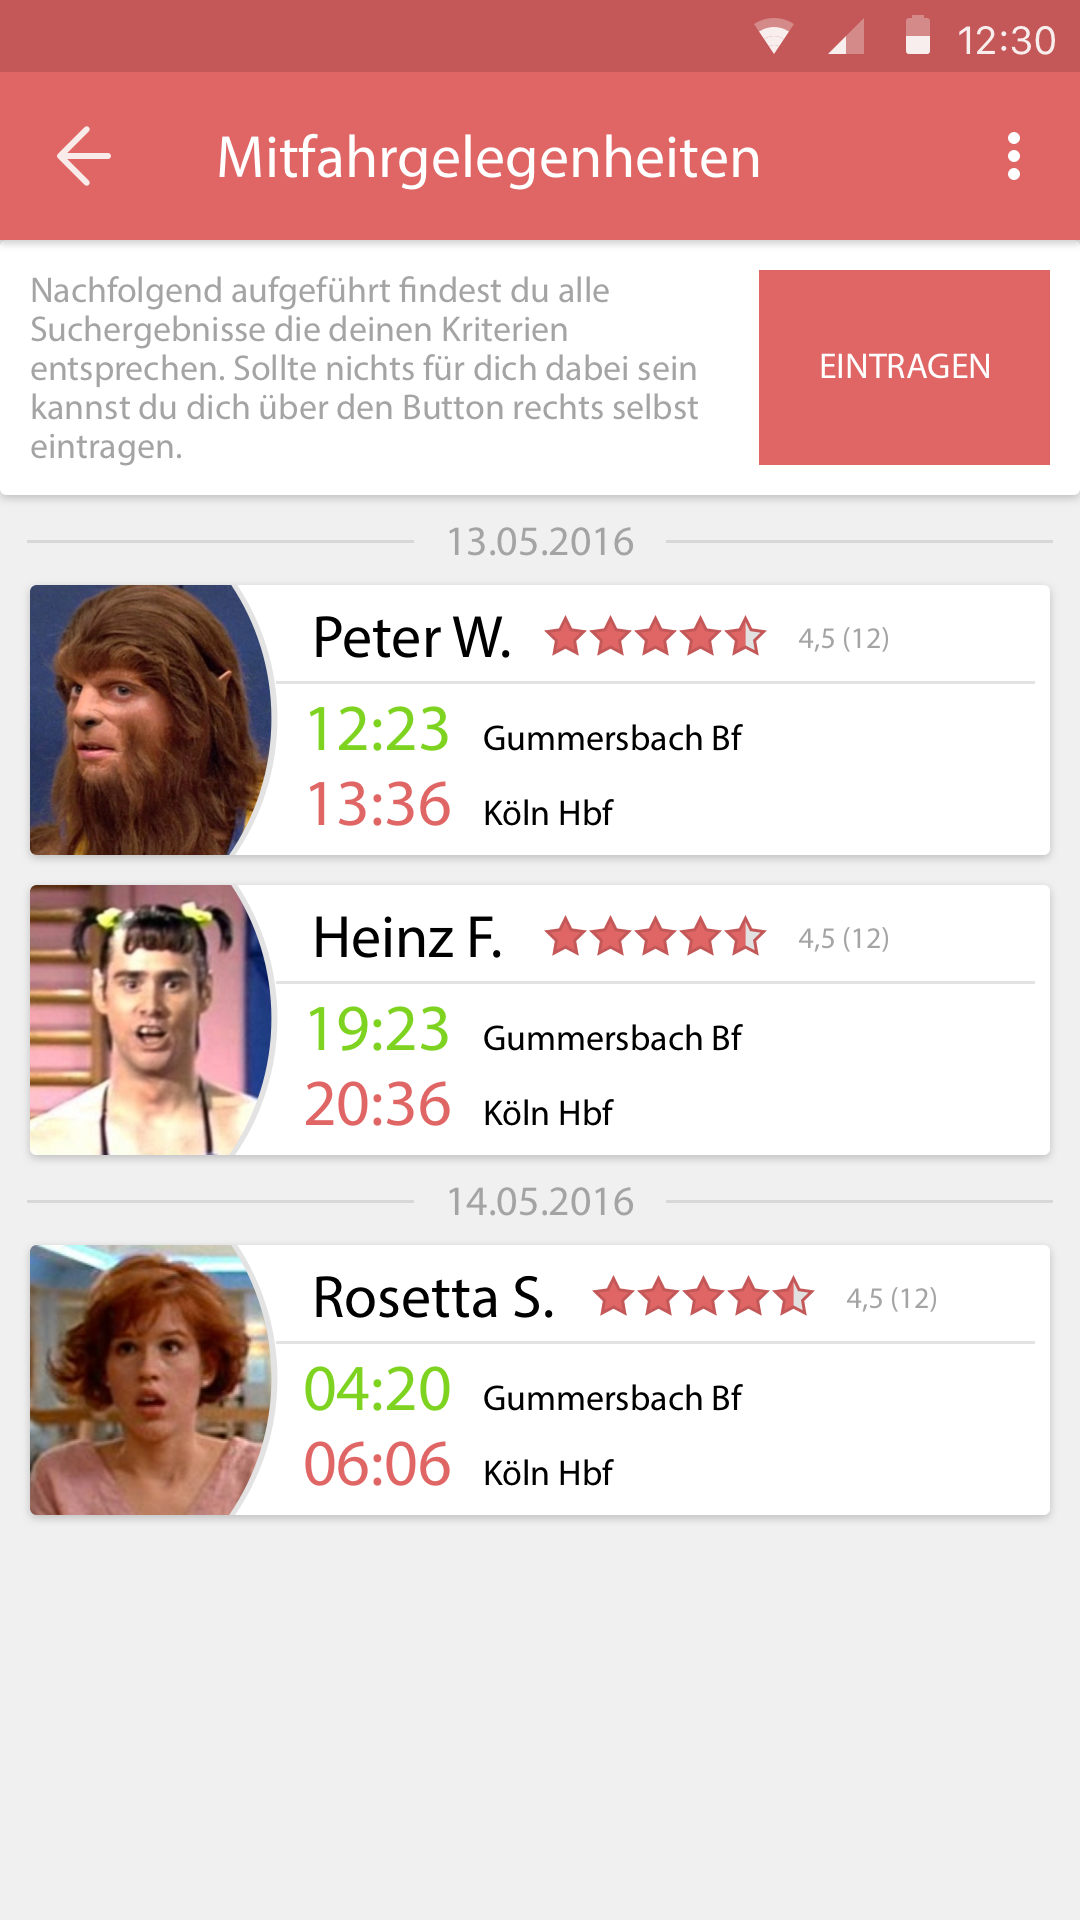 12:30
Mitfahrgelegenheiten
Nachfolgend aufgeführt findest du alle
Suchergebnisse die deinen Kriterien
entsprechen. Sollte nichts für dich dabei sein
kannst du dich über den Button rechts selbst
eintragen.
EINTRAGEN
13.05.2016
Peter W. 4,5 (12)
12:23 Gummersbach Bf
13:36 Köln Hbf
Heinz F. 4,5 (12)
19:23 Gummersbach Bf
20:36 Köln Hbf
14.05.2016
Rosetta S. 4,5 (12)
04:20 Gummersbach Bf
06:06 Köln Hbf